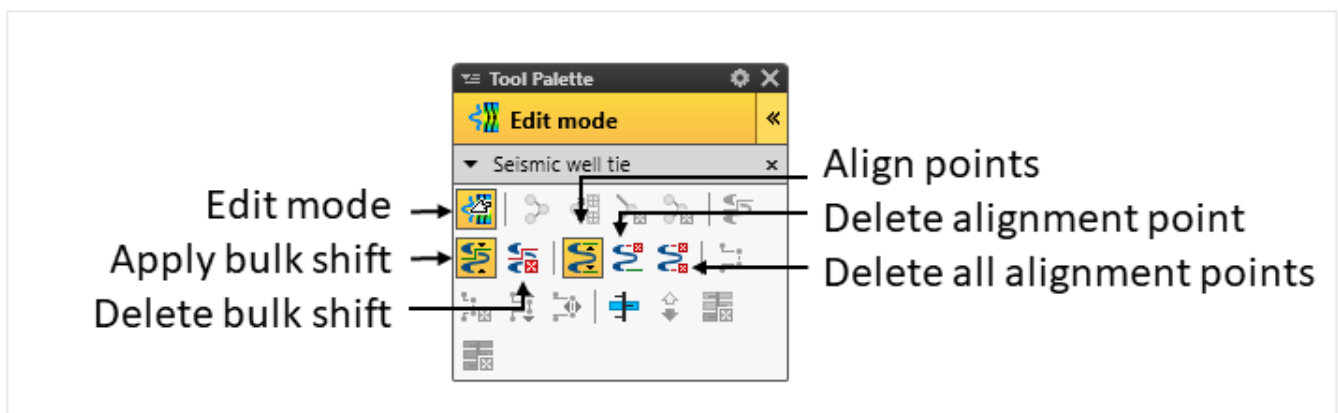 Tool Palette
Edit mode
Seismic well tie
Edit mode
Apply bulk shift
Delete bulk shift
Align points
Delete alignment point
Delete all alignment points